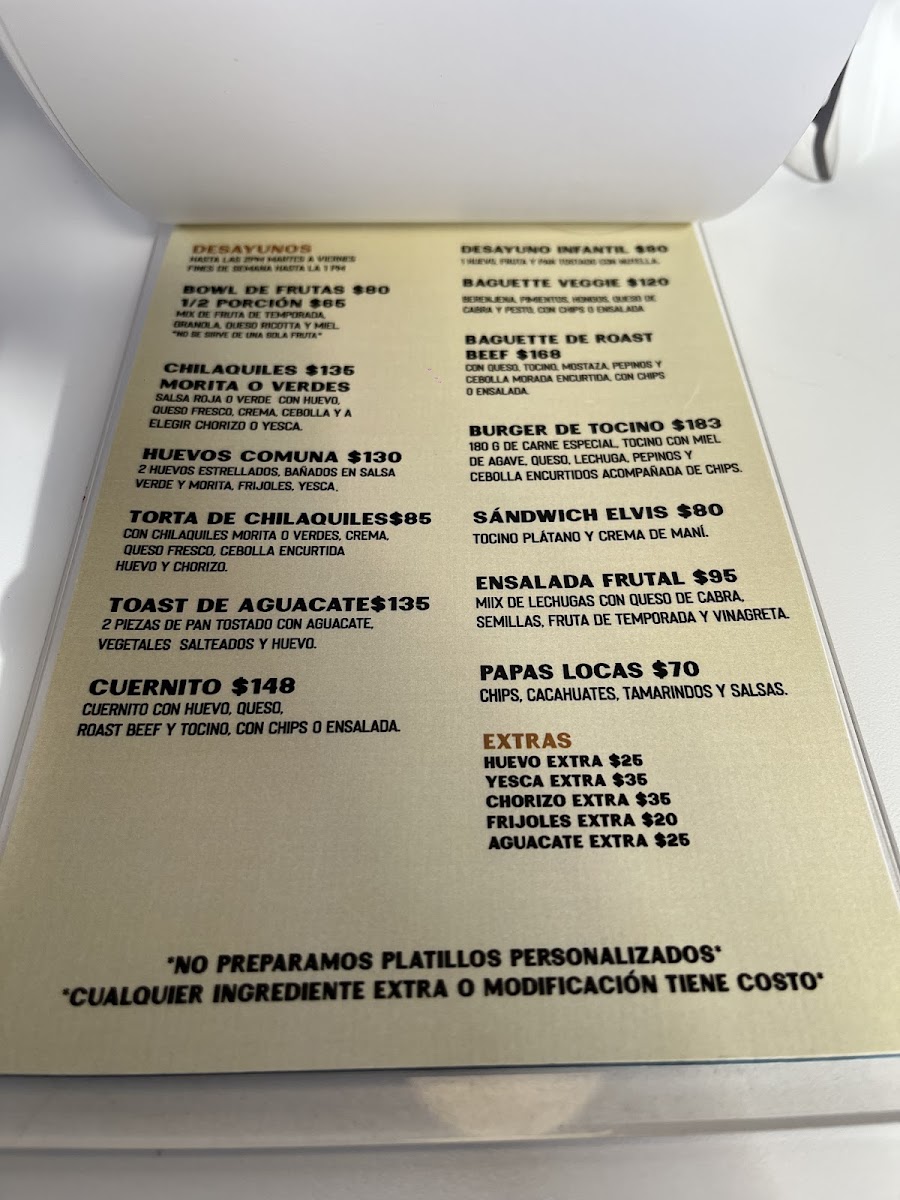 DESAYUNOS
HASTA LAS 2PM MARTES A VIERNES
FINES DE SEMANA HASTA LA 1 PM
BOWL DE FRUTAS $80
1/2 PORCIÓN $65
MIX DE FRUTA DE TEMPORADA,
GRANOLA, QUESO RICOTTA Y MIEL.
*NO SE SIRVE DE UNA SOLA FRUTA*
CHILAQUILES $135
MORITA O VERDES
SALSA ROJA O VERDE CON HUEVO,
QUESO FRESCO, CREMA, CEBOLLA Y A
ELEGIR CHORIZO O YESCA.
HUEVOS COMUNA $130
2 HUEVOS ESTRELLADOS, BAÑADOS EN SALSA
VERDE Y MORITA, FRIJOLES, YESCA.
TORTA DE CHILAQUILES$85
CON CHILAQUILES MORITA O VERDES, CREMA,
QUESO FRESCO, CEBOLLA ENCURTIDA
HUEVO Y CHORIZO.
TOAST DE AGUACATE$135
2 PIEZAS DE PAN TOSTADO CON AGUACATE,
VEGETALES SALTEADOS Y HUEVO.
CUERNITO $148
CUERNITO CON HUEVO, QUESO,
ROAST BEEF Y TOCINO, CON CHIPS O ENSALADA.
DESAYUNO INFANTIL $80
1 HUEVO, FRUTA Y PAN TOSTADO CON NUTELLA.
BAGUETTE VEGGIE $120
BERENJENA, PIMIENTOS, HONGOS, QUESO DE
CABRA Y PESTO, CON CHIPS O ENSALADA
BAGUETTE DE ROAST
BEEF $168
CON QUESO, TOCINO, MOSTAZA, PEPINOS Y
CEBOLLA MORADA ENCURTIDA, CON CHIPS
O ENSALADA.
BURGER DE TOCINO $183
180 G DE CARNE ESPECIAL, TOCINO CON MIEL
DE AGAVE, QUESO, LECHUGA, PEPINOS Y
CEBOLLA ENCURTIDOS ACOMPAÑADA DE CHIPS.
SÁNDWICH ELVIS $80
TOCINO PLÁTANO Y CREMA DE MANÍ.
ENSALADA FRUTAL $95
MIIX DE LECHUGAS CON QUESO DE CABRA,
SEMILLAS, FRUTA DE TEMPORADA Y VINAGRETA.
PAPAS LOCAS $70
CHIPS, CACAHUATES, TAMARINDOS Y SALSAS.
EXTRAS
HUEVO EXTRA $25
YESCA EXTRA $35
CHORIZO EXTRA $35
FRIJOLES EXTRA $20
AGUACATE EXTRA $25
*NO PREPARAMOS PLATILLOS PERSONALIZADOS*
*CUALQUIER INGREDIENTE EXTRA O MODIFICACIÓN TIENE COSTO*